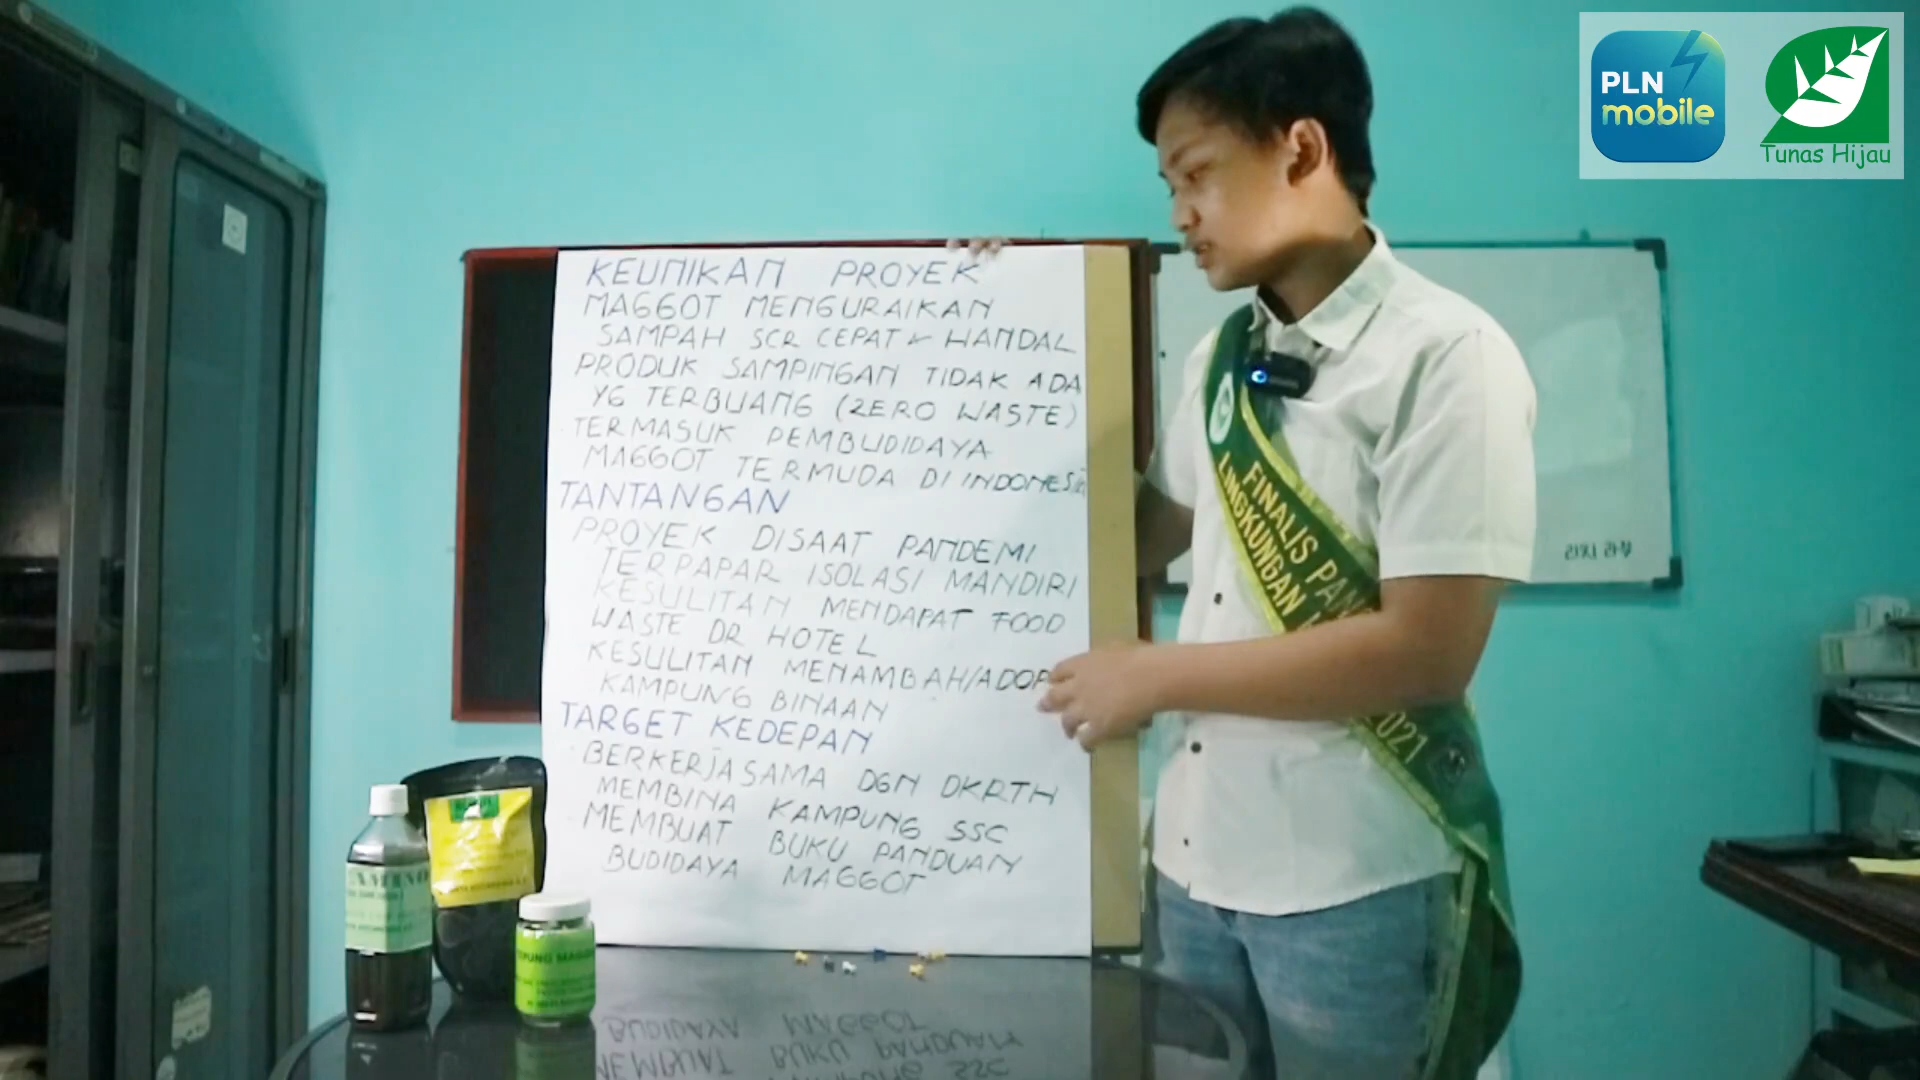 PLN
mobile
Tunas Hijau
KEUNIKAN PROYEK
MAGGOT MENGURAIKAN
SAMPAH SCR CEPAT & HANDAL
PRODUK SAMPINGAN TIDAK ADA
YG TERBUANG (ZERO WASTE)
TERMASUK PEMBUDIDAYA
MAGGOT TERMUDA DI INDONESIA
TANTANGAN
PROYEK DISAAT PANDEMI
TERPAPAR ISOLASI MANDIRI
KESULITAN MENDAPAT FOOD
WASTE DR HOTEL
KESULITAN MENAMBAH/ADOP
KAMPUNG BINAAN
TARGET KEDEPAN
BERKERJASAMA DGN DKRTH
MEMBINA KAMPUNG SSC
MEMBUAT BUKU PANDUAN
BUDIDAYA MAGGOT
FINALIS PAN
LINGKUNGAN
2021